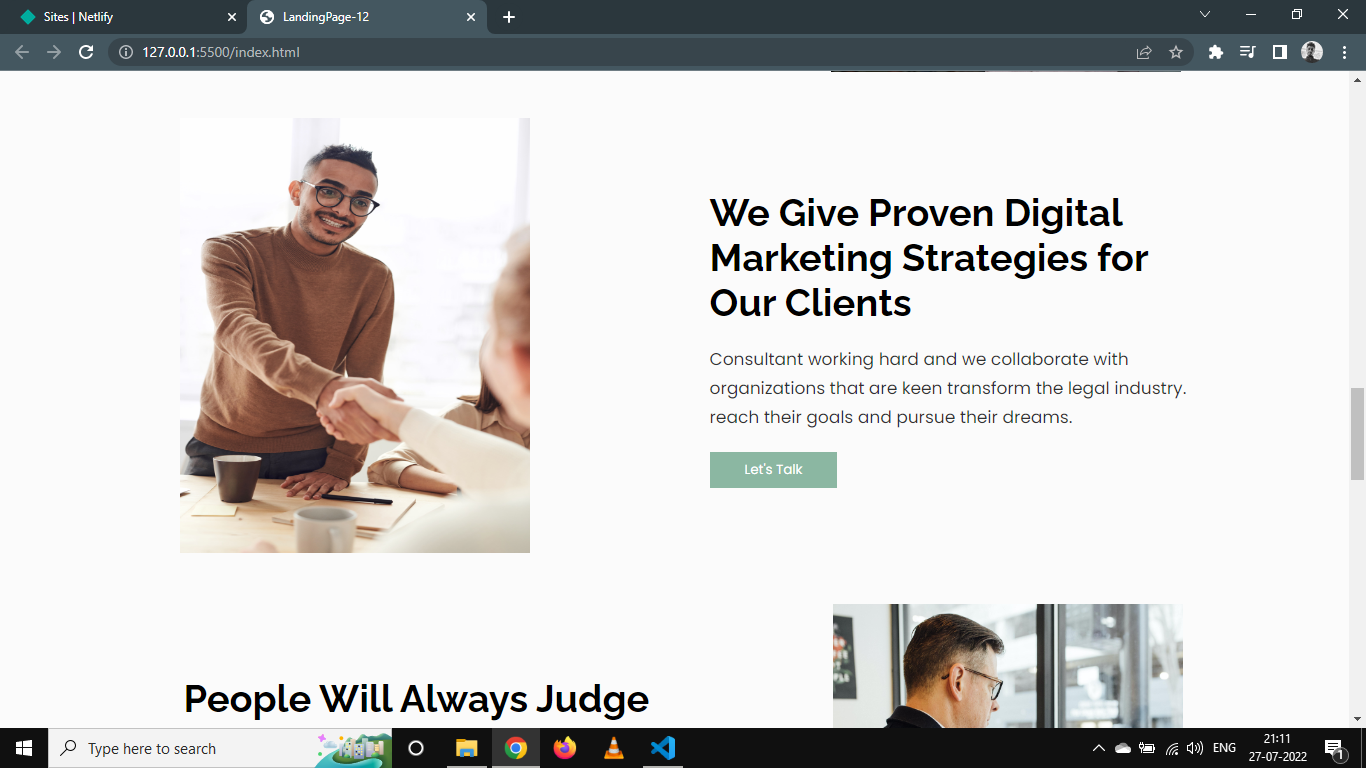 Sites | Netlify
LandingPage-12
127.0.0.1:5500/index.html
We Give Proven Digital
Marketing Strategies for
Our Clients
Consultant working hard and we collaborate with
organizations that are keen transform the legal industry.
reach their goals and pursue their dreams.
Let's Talk
People Will Always Judge
Type here to search
ENG
21:11
27-07-2022
1